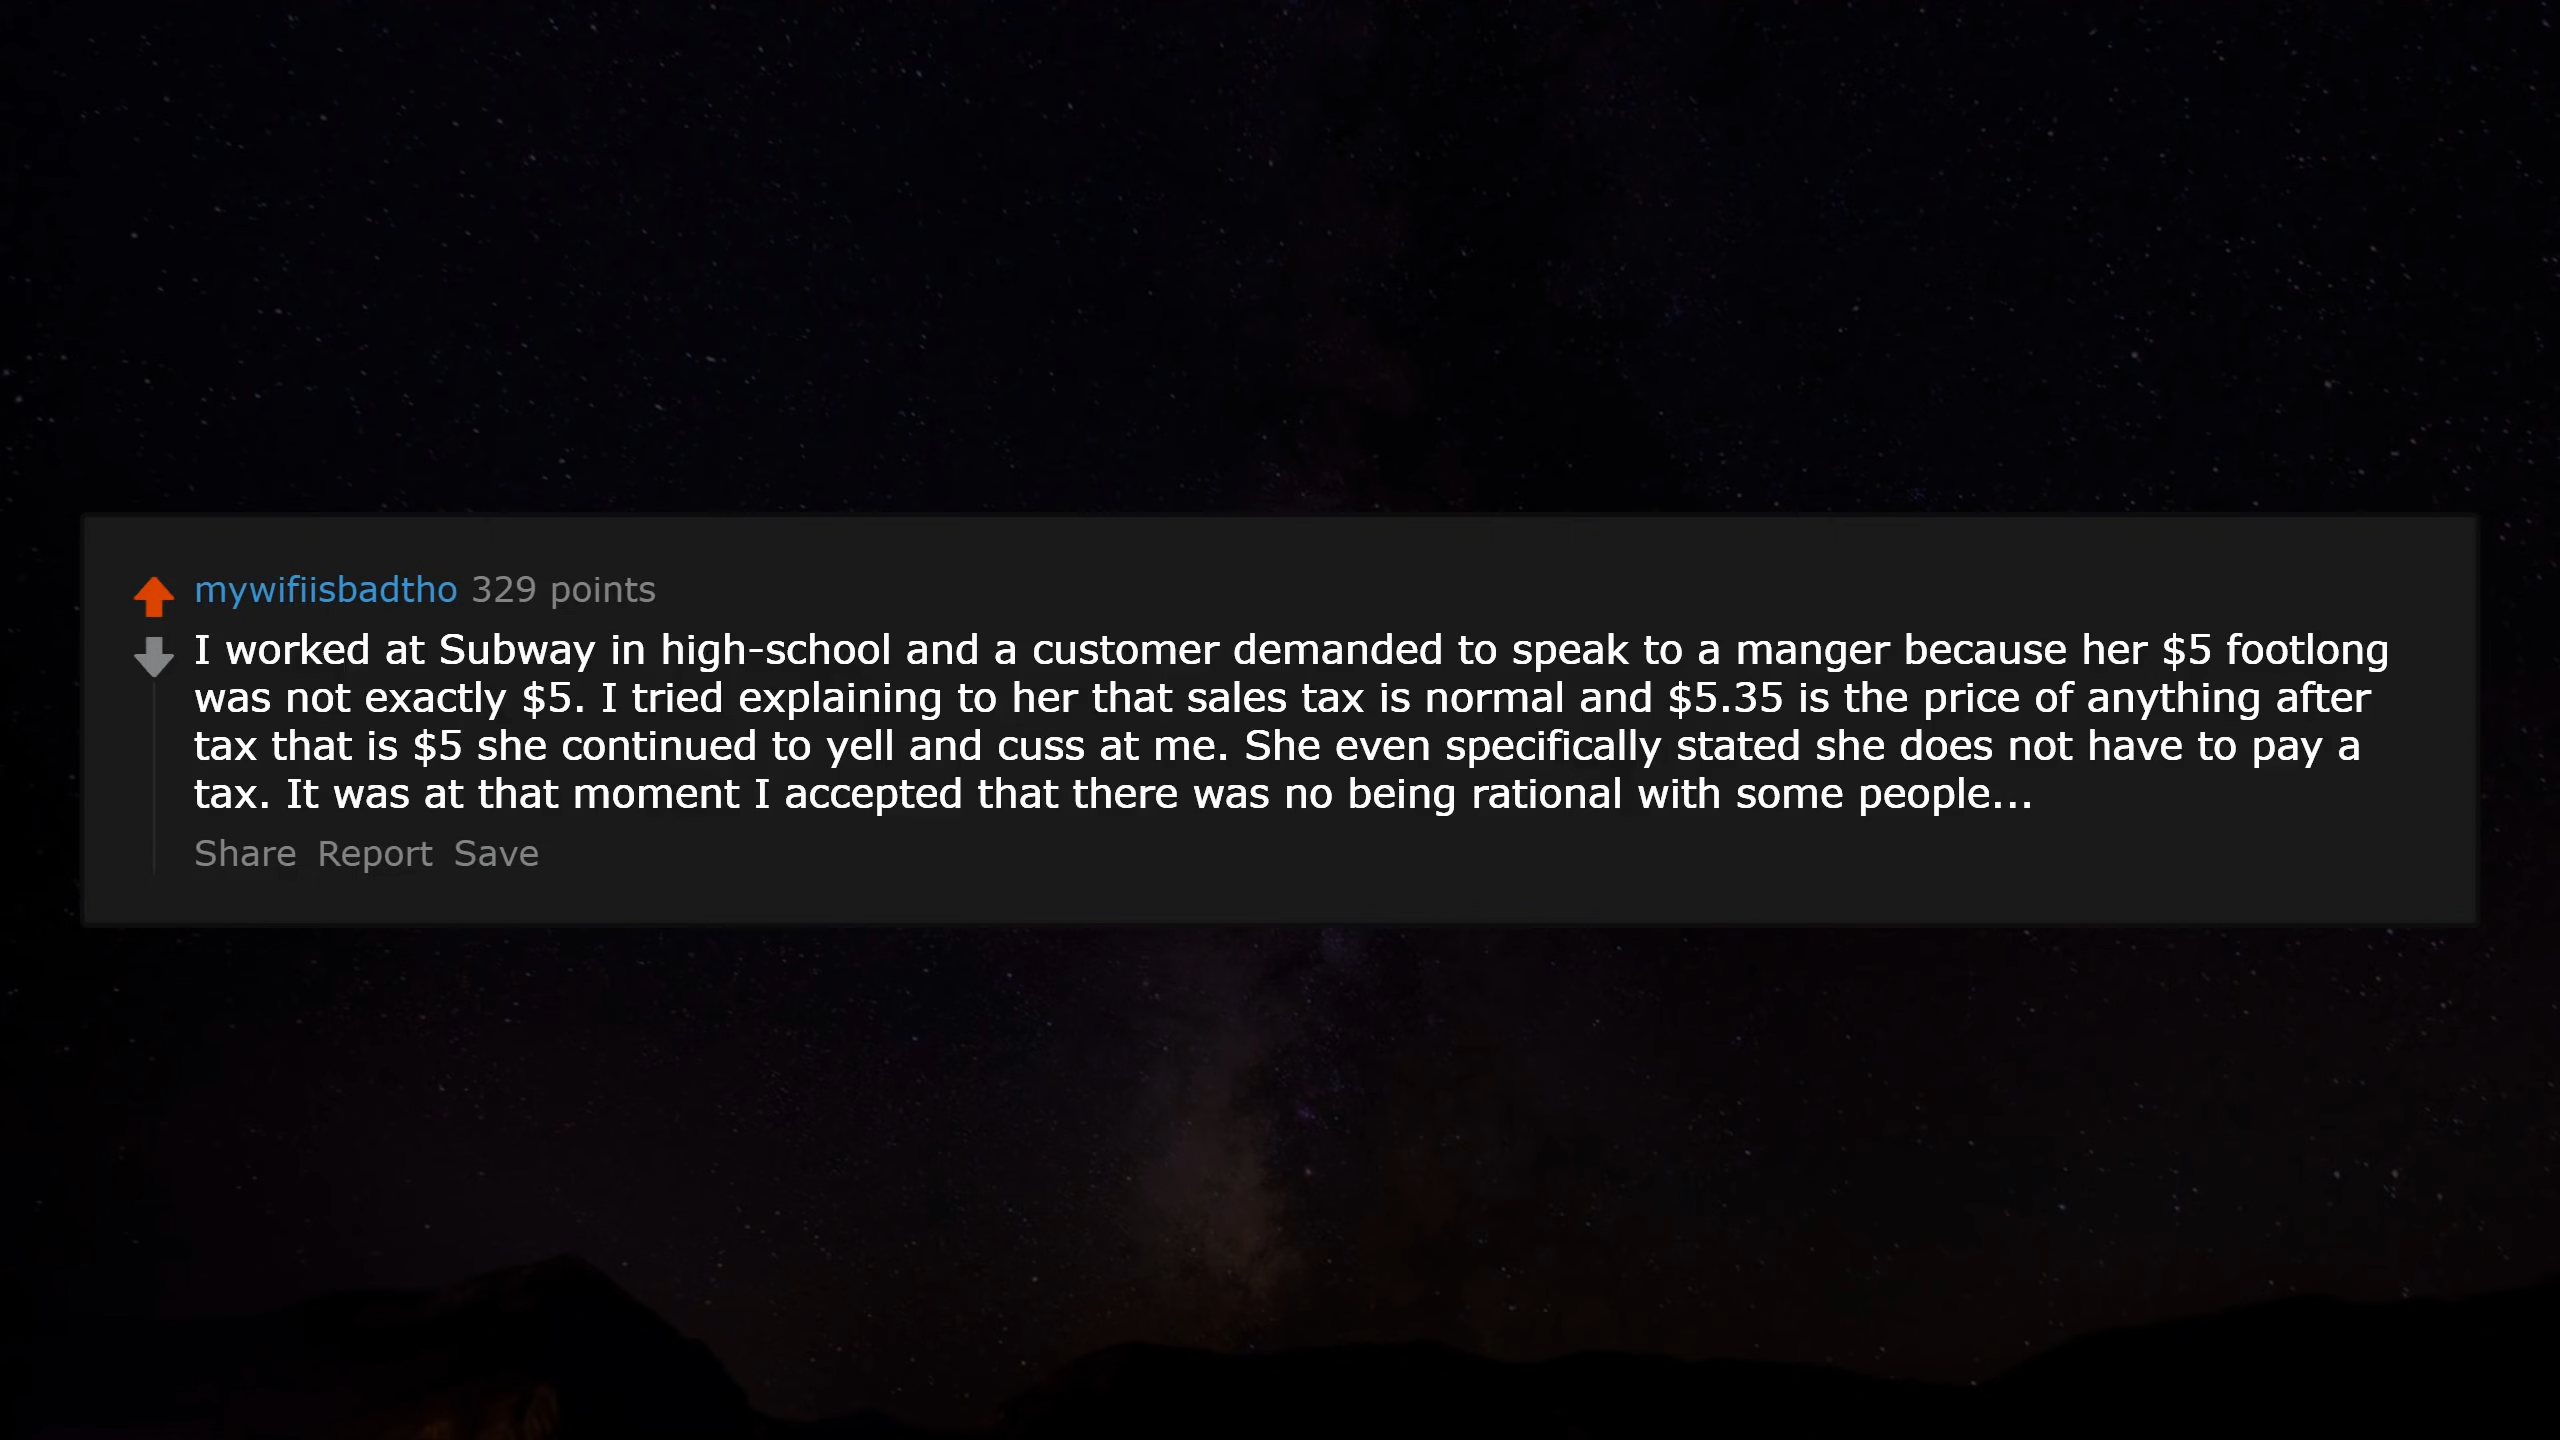 mywifiisbadtho 329 points
I worked at Subway in high-school and a customer demanded to speak to a manger because her $5 footlong
was not exactly $5. I tried explaining to her that sales tax is normal and $5.35 is the price of anything after
tax that is $5 she continued to yell and cuss at me. She even specifically stated she does not have to pay a
tax. It was at that moment I accepted that there was no being rational with some people...
Share Report Save